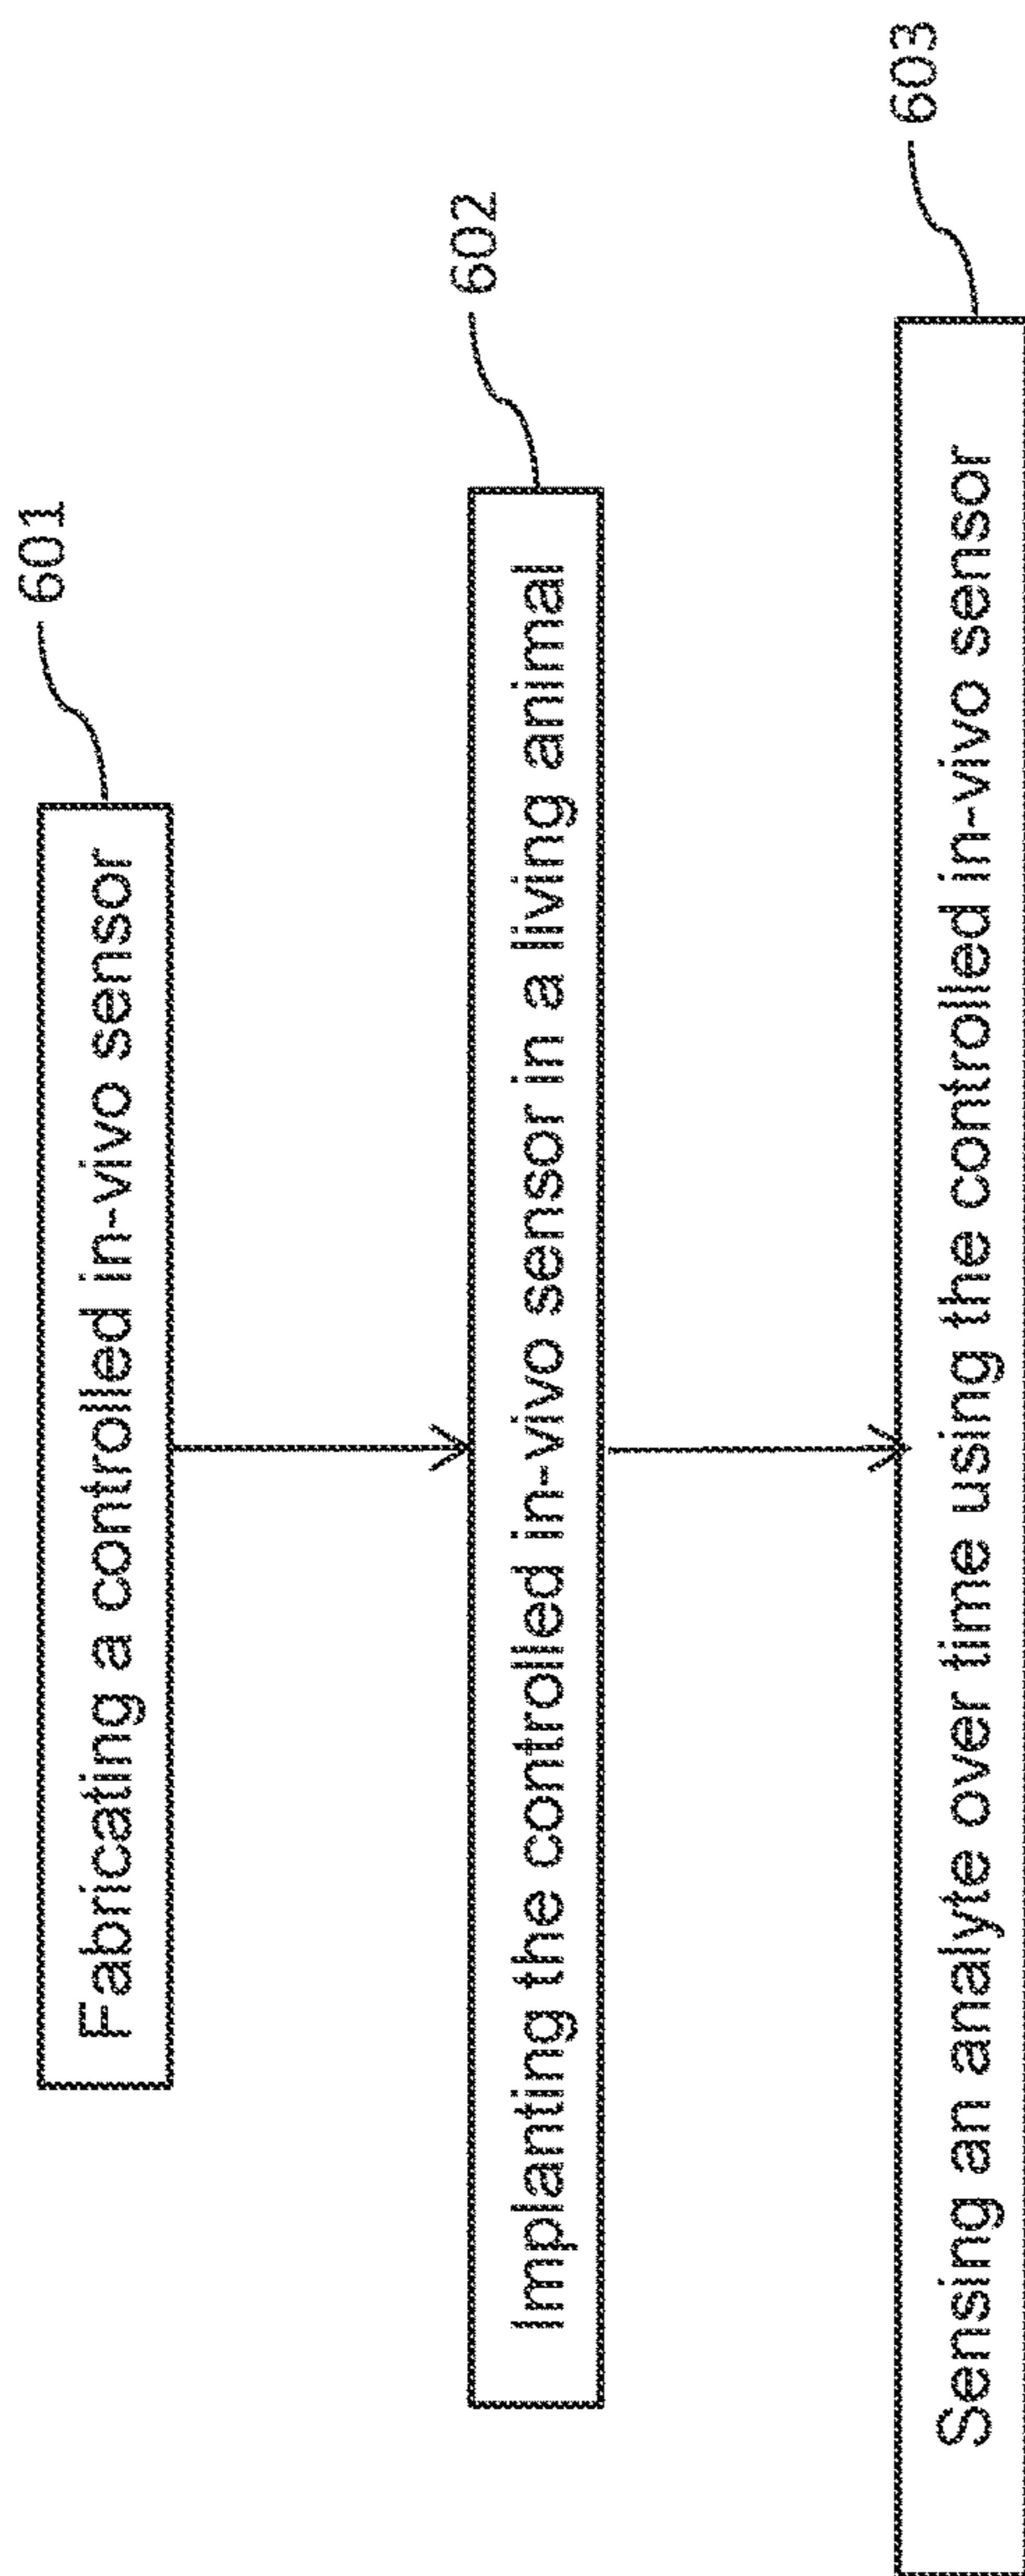 601
Fabricating a controlled in-vivo sensor
602
Implanting the controlled in-vivo sensor in a living animal
603
Sensing an analyte over time using the controlled in-vivo sensor